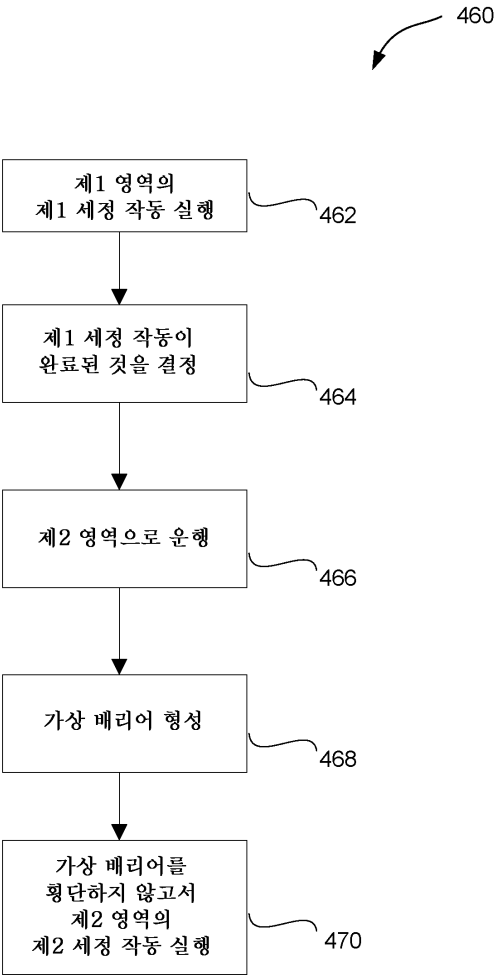 460
제1 영역의
제1 세정 작동 실행
462
제1 세정 작동이
완료된 것을 결정
464
제2 영역으로 운행
466
가상 배리어 형성
468
가상 배리어를
횡단하지 않고서
제2 영역의
제2 세정 작동 실행
470